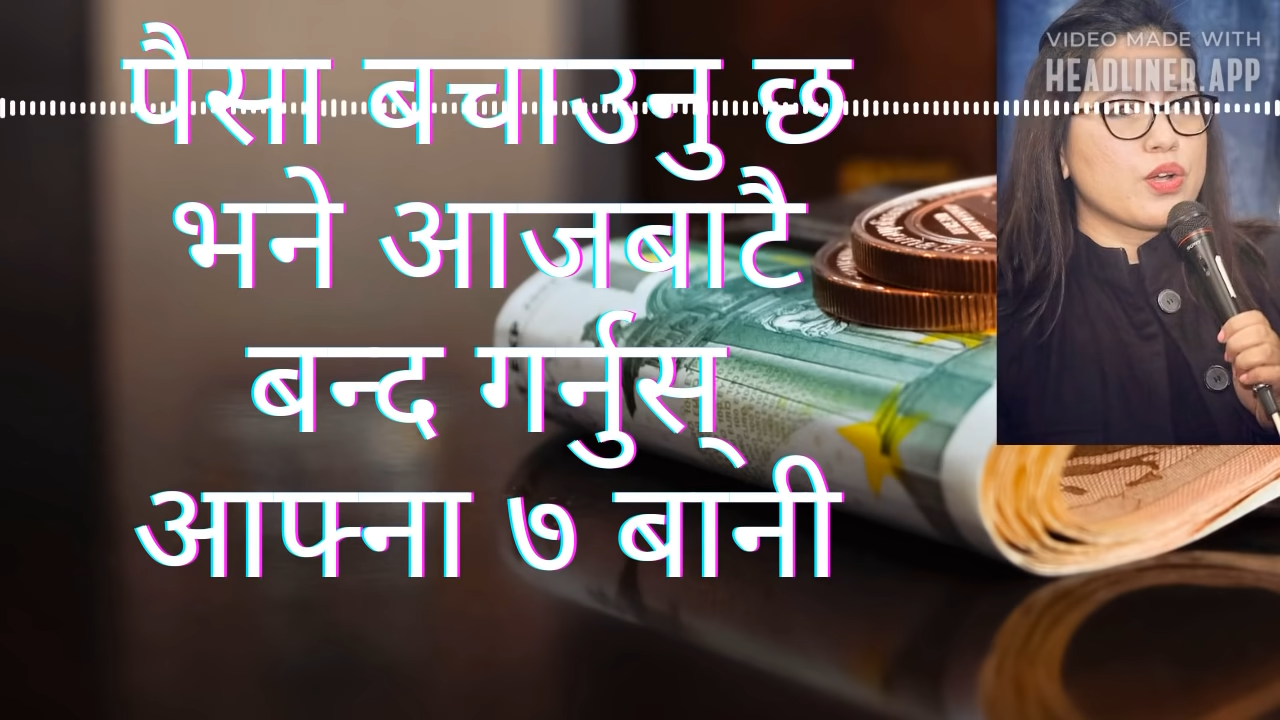 पैसा बचाउनु छ
भने आजबाटै
बन्द गर्नुस्
आफ्ना ७ बानी
VIDEO MADE WITH
HEADLINER.APP